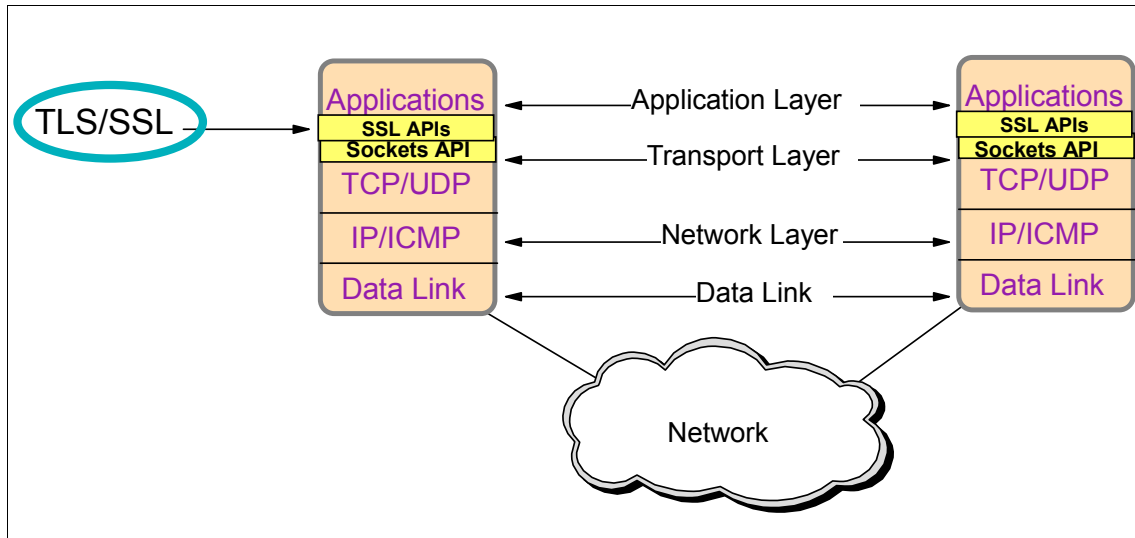 TLS/SSL
Applications
SSL APIs
Sockets API
TCP/UDP
IP/ICMP
Data Link
Application Layer
Transport Layer
Network Layer
Data Link
Applications
SSL APIs
Sockets API
TCP/UDP
IP/ICMP
Data Link
Network